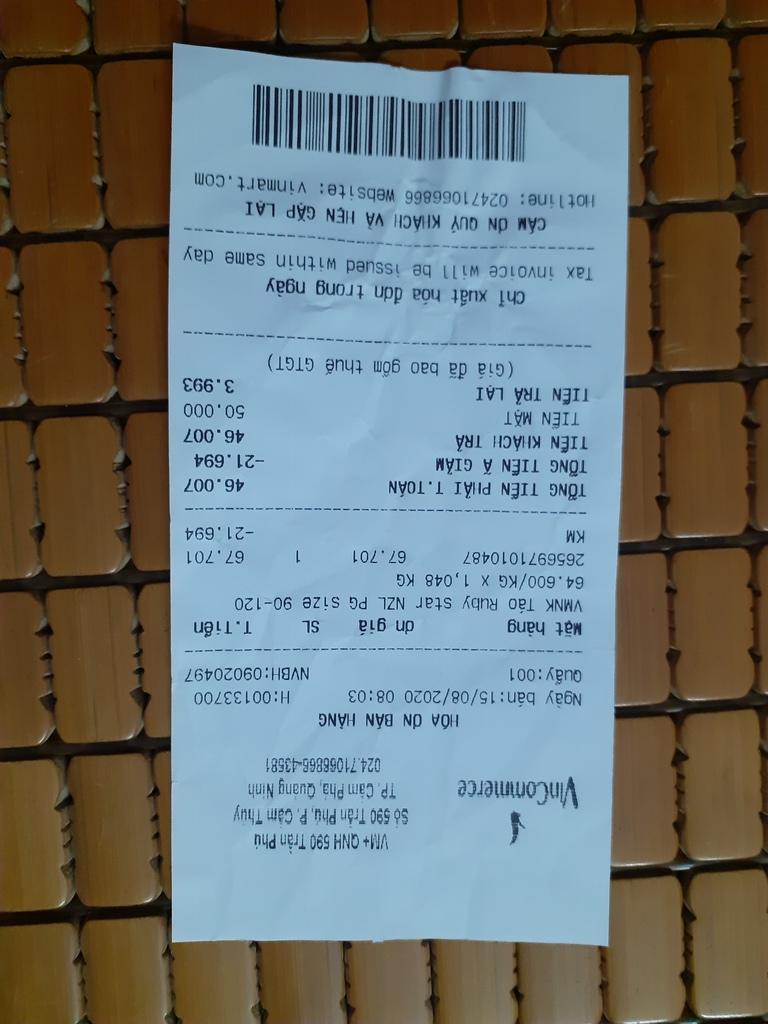 VinCommerce
VM+ QNH 590 Trần Phú
Số 590 Trần Phú, P. Cẩm Thủy
TP. Cẩm Phả, Quảng Ninh
024.71066866-43581
HÓA ĐN BÁN HÀNG
Ngày bán:15/08/2020 08:03 H:00133700
Quầy:001 NVBH:09020497
Mặt hàng đn giá SL T.Tiền
VMNK Táo Ruby Star NZL PG Size 90-120
64.600/KG X 1,048 KG
2656971010487 67.701 1 67.701
KM -21.694
TỔNG TIỀN PHẢI T.TOÁN 46.007
TỔNG TIỀN Ã GIẢM -21.694
TIỀN KHÁCH TRẢ 46.007
TIỀN MẶT 50.000
TIỀN TRẢ LẠI 3.993
(Giá đã bao gồm thuế GTGT)
Chỉ xuất hóa đơn trong ngày
Tax invoice will be issued within same day
CẢM ƠN QUÝ KHÁCH VÀ HẸN GẶP LẠI
Hotline: 02471066866 Website: vinmart.com